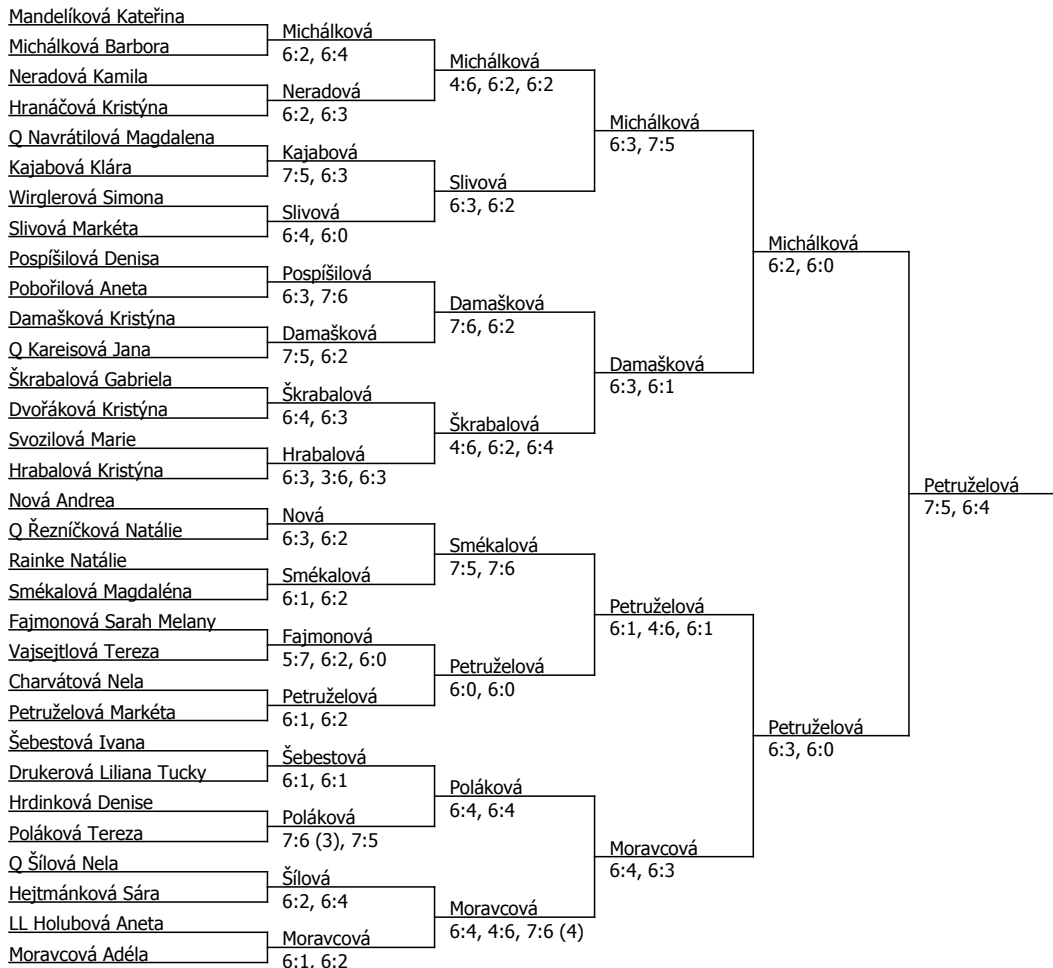 Mandelíková Kateřina
Michálková Barbora
Neradová Kamila
Hranáčová Kristýna
Q Navrátilová Magdalena
Kajabová Klára
Wirglerová Simona
Slivová Markéta
Pospíšilová Denisa
Pobořilová Aneta
Damašková Kristýna
Q Kareisová Jana
Škrabalová Gabriela
Dvořáková Kristýna
Svozilová Marie
Hrabalová Kristýna
Nová Andrea
Q Řezníčková Natálie
Rainke Natálie
Smékalová Magdaléna
Fajmonová Sarah Melany
Vajsejtlová Tereza
Charvátová Nela
Petruželová Markéta
Šebestová Ivana
Drukerová Liliana Tucky
Hrdinková Denise
Poláková Tereza
Q Šílová Nela
Hejtmánková Sára
LL Holubová Aneta
Moravcová Adéla
Michálková
6:2, 6:4
Neradová
6:2, 6:3
Kajabová
7:5, 6:3
Slivová
6:4, 6:0
Pospíšilová
6:3, 7:6
Damašková
7:5, 6:2
Škrabalová
6:4, 6:3
Hrabalová
6:3, 3:6, 6:3
Nová
6:3, 6:2
Smékalová
6:1, 6:2
Fajmonová
5:7, 6:2, 6:0
Petruželová
6:1, 6:2
Šebestová
6:1, 6:1
Poláková
7:6 (3), 7:5
Šílová
6:2, 6:4
Moravcová
6:1, 6:2
Michálková
4:6, 6:2, 6:2
Slivová
6:3, 6:2
Damašková
7:6, 6:2
Škrabalová
4:6, 6:2, 6:4
Smékalová
7:5, 7:6
Petruželová
6:0, 6:0
Poláková
6:4, 6:4
Moravcová
6:4, 4:6, 7:6 (4)
Michálková
6:3, 7:5
Damašková
6:3, 6:1
Petruželová
6:1, 4:6, 6:1
Moravcová
6:4, 6:3
Michálková
6:2, 6:0
Petruželová
6:3, 6:0
Petruželová
7:5, 6:4